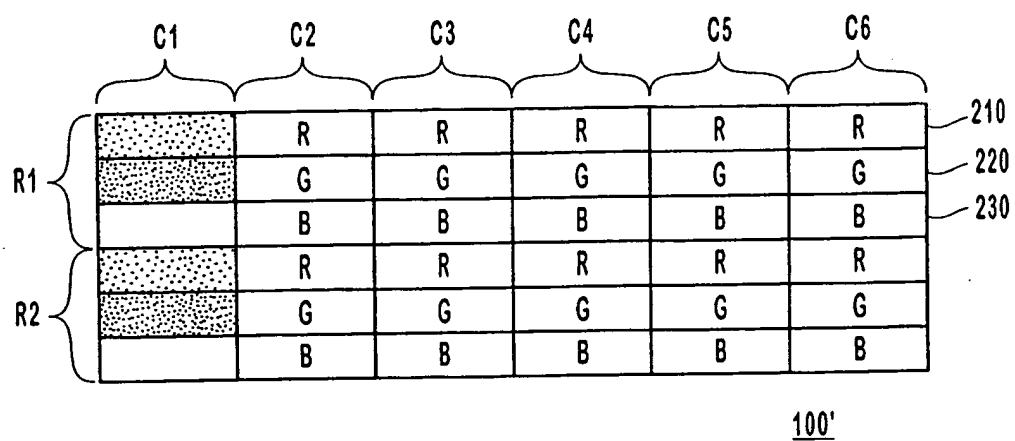 C1 C2 C3 C4 C5 C6
R R R R R 210
R1 G G G G G 220
B B B B B 230
R R R R R
R2 G G G G G
B B B B B
100'